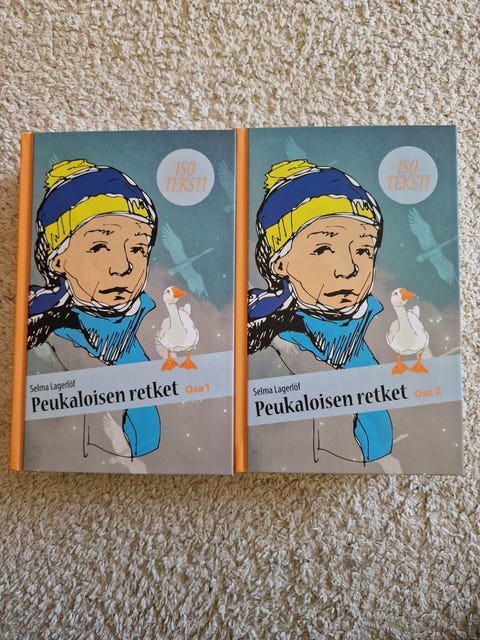 ISO
TEKSTI
Selma Lagerlöf
Peukaloisen retket Osa 1
ISO
TEKSTI
Selma Lagerlöf
Peukaloisen retket Osa 2